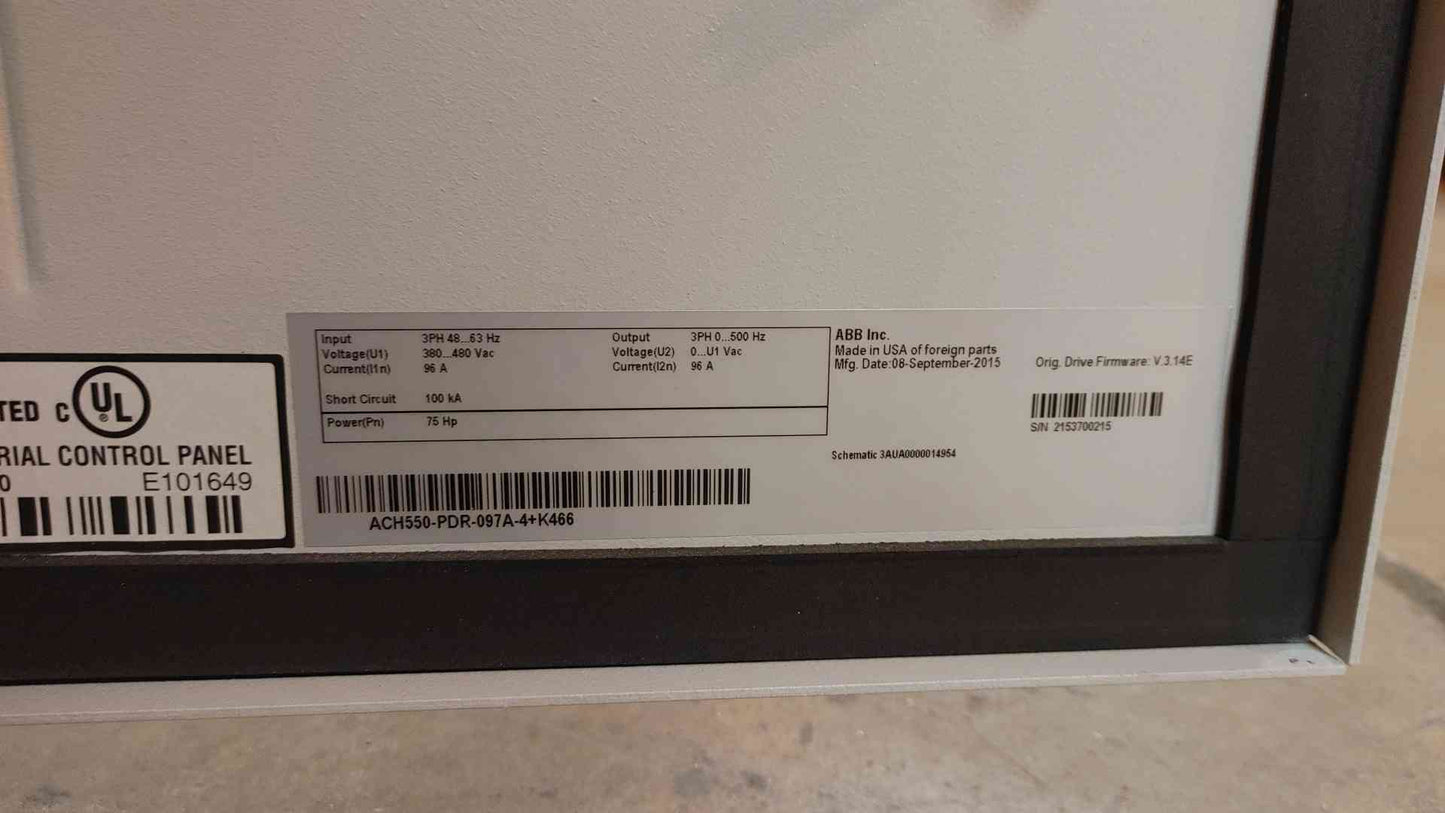 TED C UL ®
RIAL CONTROL PANEL
0 E101649
Input 3PH 48...63 Hz Output 3PH 0...500 Hz
Voltage(U1) 380...480 Vac Voltage(U2) 0...U1 Vac
Current(I1n) 96 A Current(I2n) 96 A
Short Circuit 100 kA
Power(Pn) 75 Hp
ACH550-PDR-097A-4+K466
ABB Inc.
Made in USA of foreign parts
Mfg. Date:08-September-2015
Schematic 3AUA0000014954
Orig. Drive Firmware: V.3.14E
S/N 2153700215